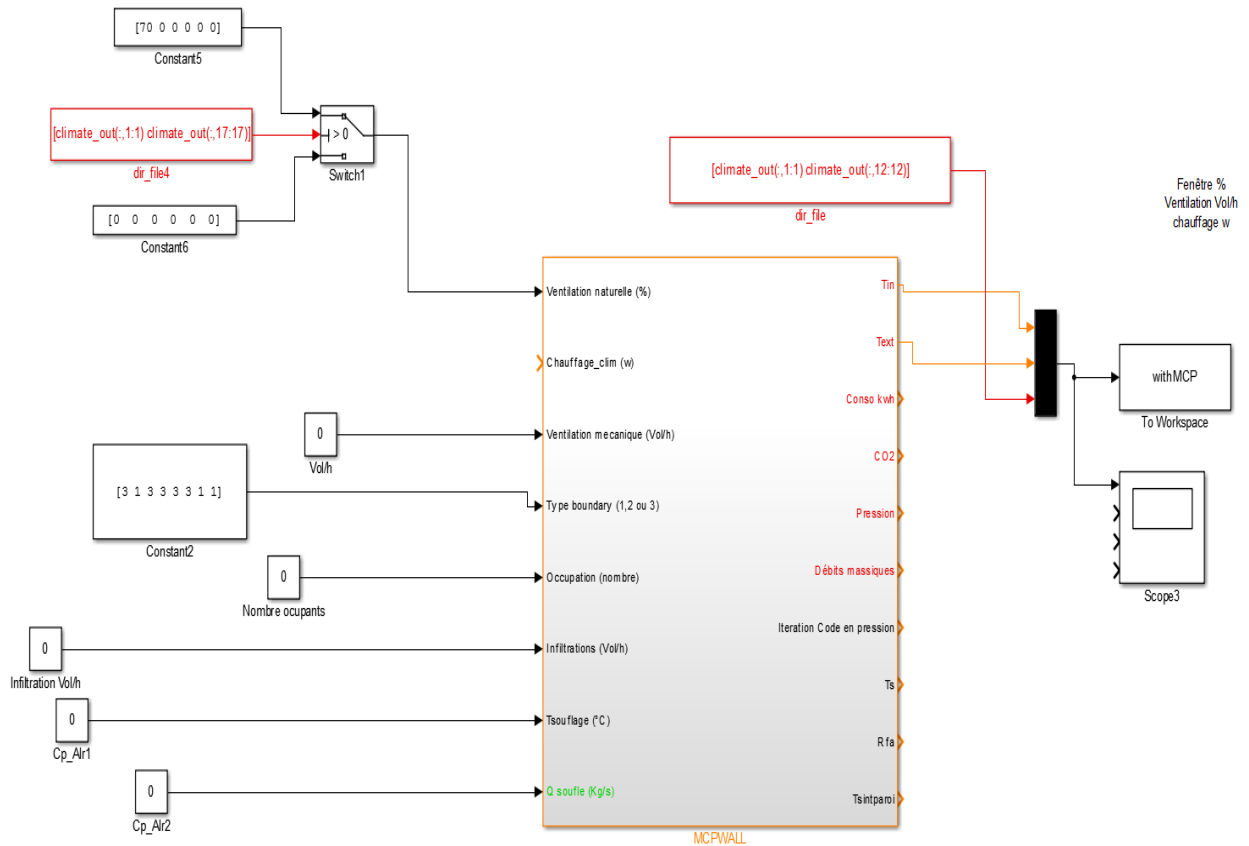 [70 0 0 0 0 0]
Constant5
[climate_out(:,1:1) climate_out(:,17:17)]
dir_file4
> 0
Switch1
[0 0 0 0 0 0]
Constant6
[climate_out(:,1:1) climate_out(:,12:12)]
dir_file
Fenêtre %
Ventilation Vol/h
chauffage w
Ventilation naturelle (%)
Chauffage_clim (w)
Ventilation mecanique (Vol/h)
Type boundary (1,2 ou 3)
Occupation (nombre)
Infiltrations (Vol/h)
Tsouflage (°C)
Q soufle (Kg/s)
Tin
Text
Conso kwh
CO2
Pression
Débits massiques
Iteration Code en pression
Ts
Rfa
Tsintparoi
MCPWALL
0
Vol/h
[3 1 3 3 3 3 1 1]
Constant2
0
Nombre ocupants
0
Infiltration Vol/h
0
Cp_AIr1
0
Cp_AIr2
withMCP
To Workspace
Scope3